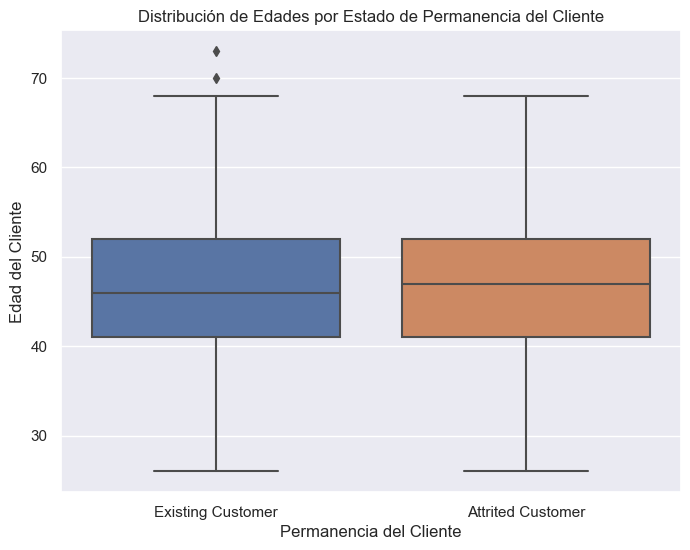 Distribución de Edades por Estado de Permanencia del Cliente
70
60
50
40
30
Edad del Cliente
Existing Customer
Attrited Customer
Permanencia del Cliente